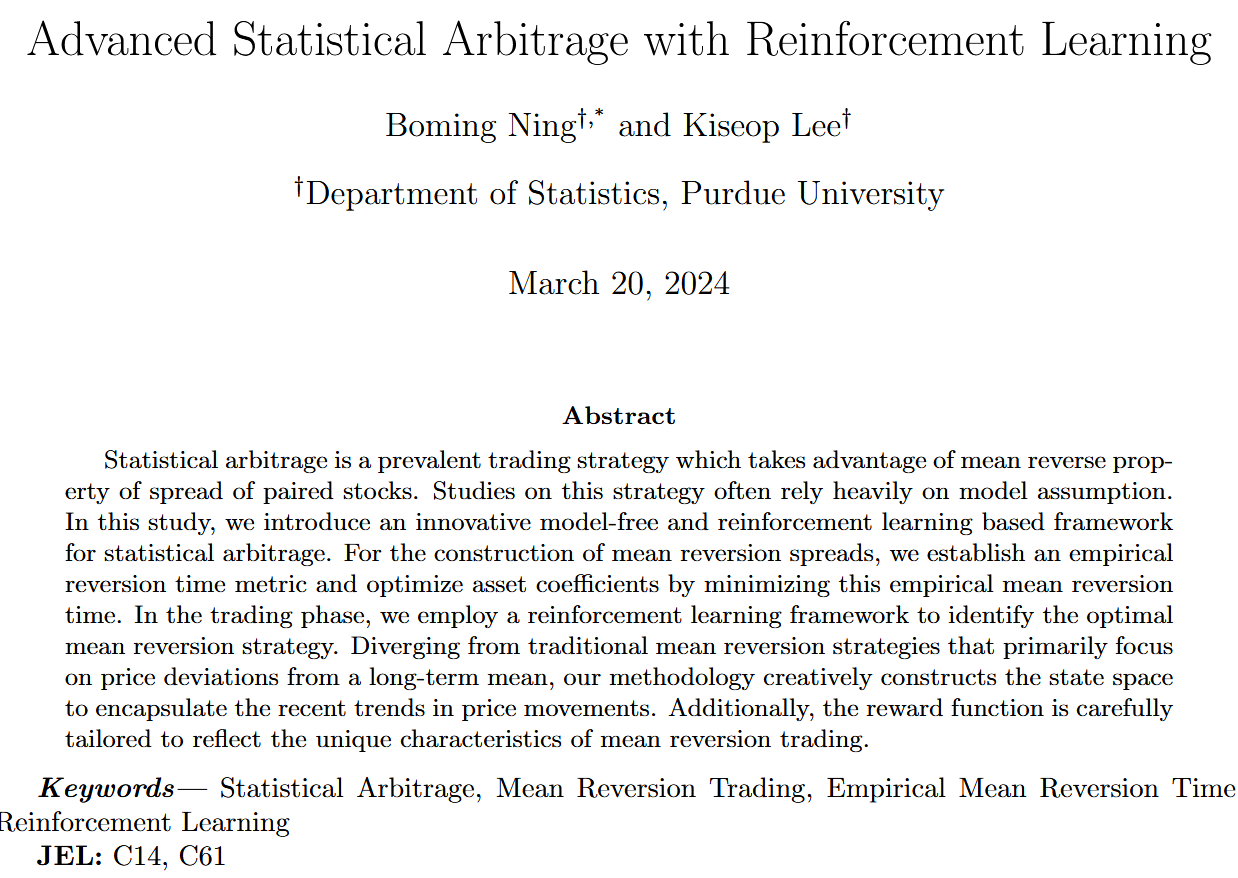 Advanced Statistical Arbitrage with Reinforcement Learning
Boming Ning†,* and Kiseop Lee†
†Department of Statistics, Purdue University
March 20, 2024
Abstract
Statistical arbitrage is a prevalent trading strategy which takes advantage of mean reverse prop-
erty of spread of paired stocks. Studies on this strategy often rely heavily on model assumption.
In this study, we introduce an innovative model-free and reinforcement learning based framework
for statistical arbitrage. For the construction of mean reversion spreads, we establish an empirical
reversion time metric and optimize asset coefficients by minimizing this empirical mean reversion
time. In the trading phase, we employ a reinforcement learning framework to identify the optimal
mean reversion strategy. Diverging from traditional mean reversion strategies that primarily focus
on price deviations from a long-term mean, our methodology creatively constructs the state space
to encapsulate the recent trends in price movements. Additionally, the reward function is carefully
tailored to reflect the unique characteristics of mean reversion trading.
Keywords— Statistical Arbitrage, Mean Reversion Trading, Empirical Mean Reversion Time
Reinforcement Learning
JEL: C14, C61